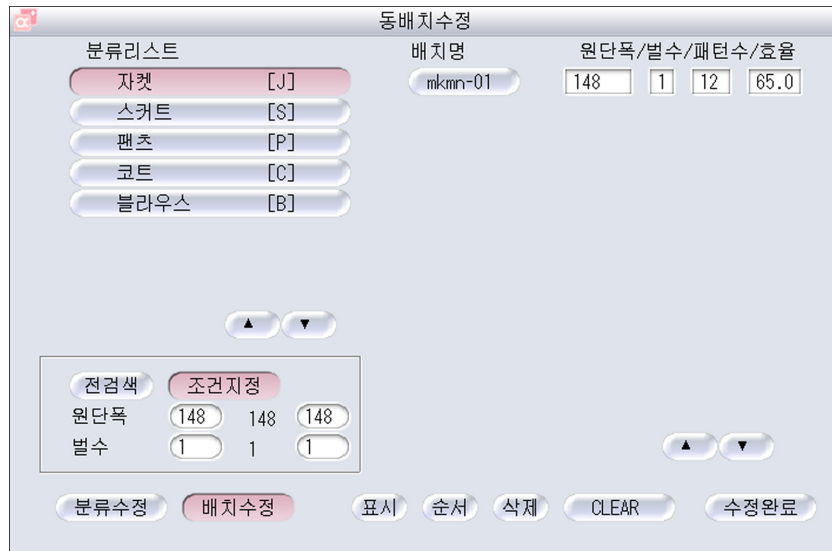 동배치수정
분류리스트 배치명 원단폭/벌수/패턴수/효율
자켓 [J] mkmn-01 148 1 12 65.0
스커트 [S]
팬츠 [P]
코트 [C]
블라우스 [B]
▲ ▼
전검색 조건지정
원단폭 148 148 148
벌수 1 1 1
▲ ▼
분류수정 배치수정 표시 순서 삭제 CLEAR 수정완료